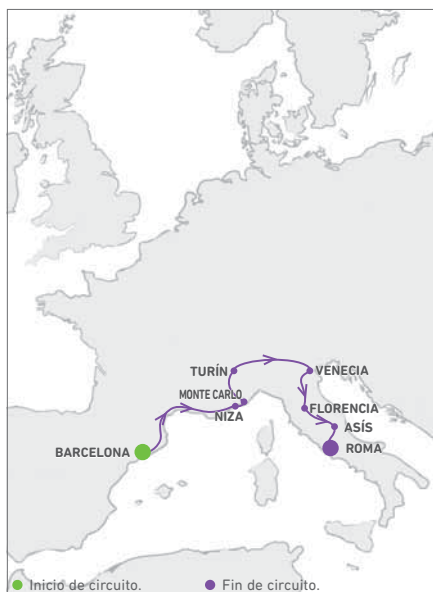 TURÍN
VENECIA
MONTE CARLO
NIZA
FLORENCIA
ASÍS
BARCELONA
ROMA
Inicio de circuito.
Fin de circuito.